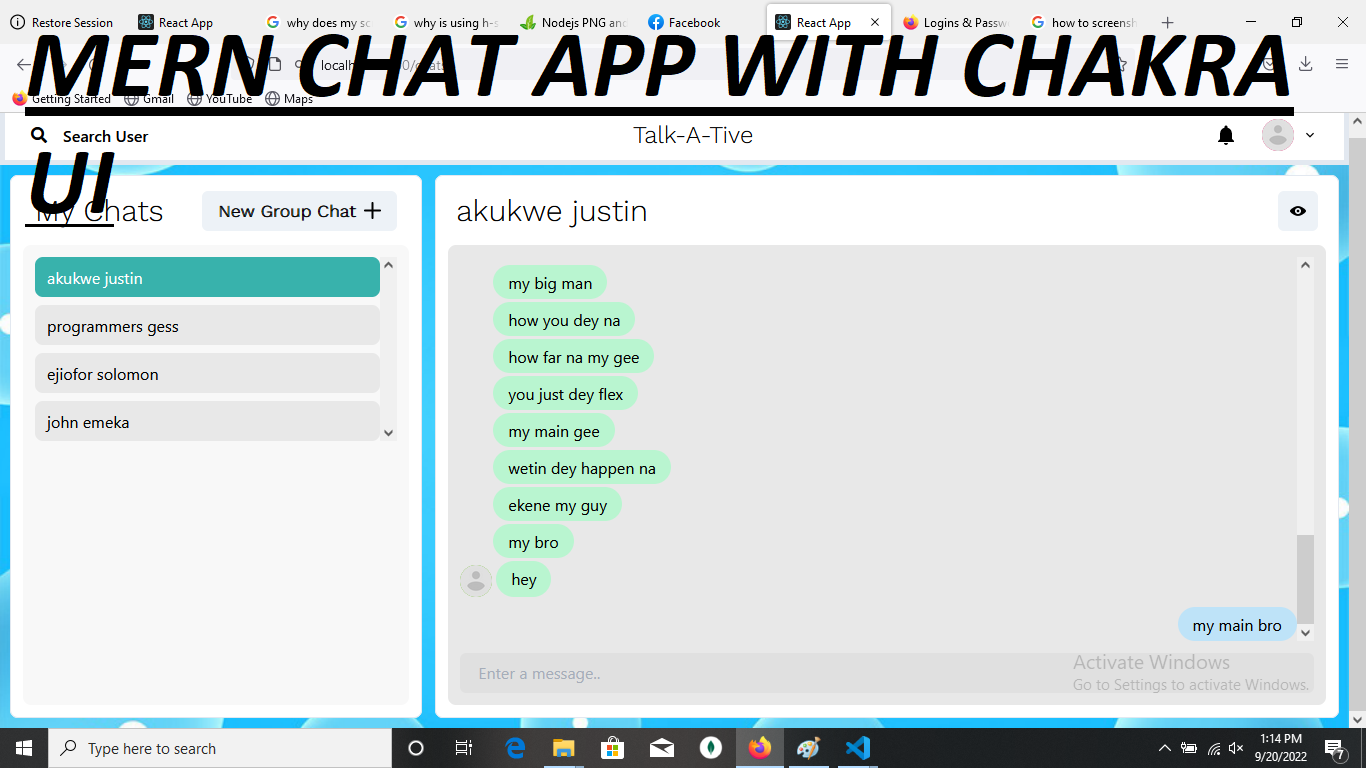 Restore Session
React App
why does my sc
why is using h-s
Nodejs PNG and
Facebook
React App
Logins & Passw
how to screensh
MERN CHAT APP WITH CHAKRA
UI
Getting Started
Gmail
YouTube
Maps
Search User
Talk-A-Tive
My Chats
New Group Chat +
akukwe justin
programmers gess
ejiofor solomon
john emeka
akukwe justin
my big man
how you dey na
how far na my gee
you just dey flex
my main gee
wetin dey happen na
ekene my guy
my bro
hey
my main bro
Enter a message..
Activate Windows
Go to Settings to activate Windows.
Type here to search
1:14 PM
9/20/2022
7